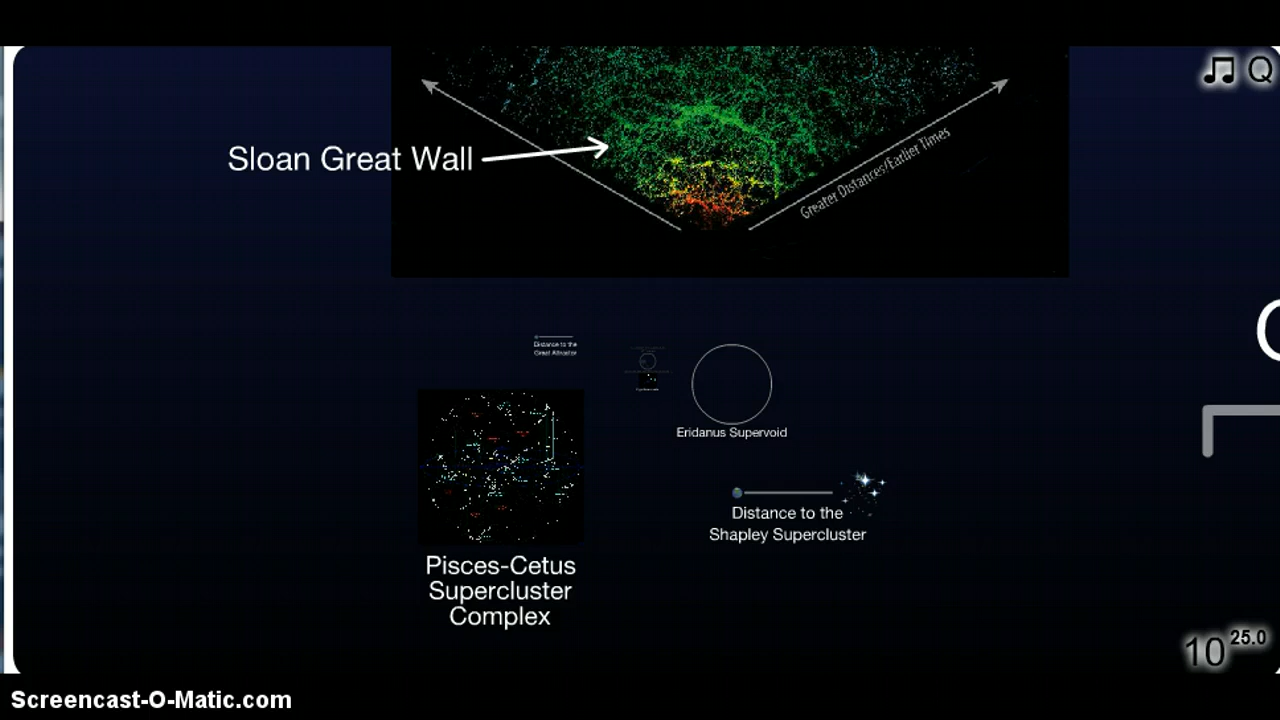 Sloan Great Wall
Greater Distances/Earlier Times
Q
Distance to the
Great Attractor
Eridanus Supervoid
Distance to the
Shapley Supercluster
Pisces-Cetus
Supercluster
Complex
10 25.0
Screencast-O-Matic.com